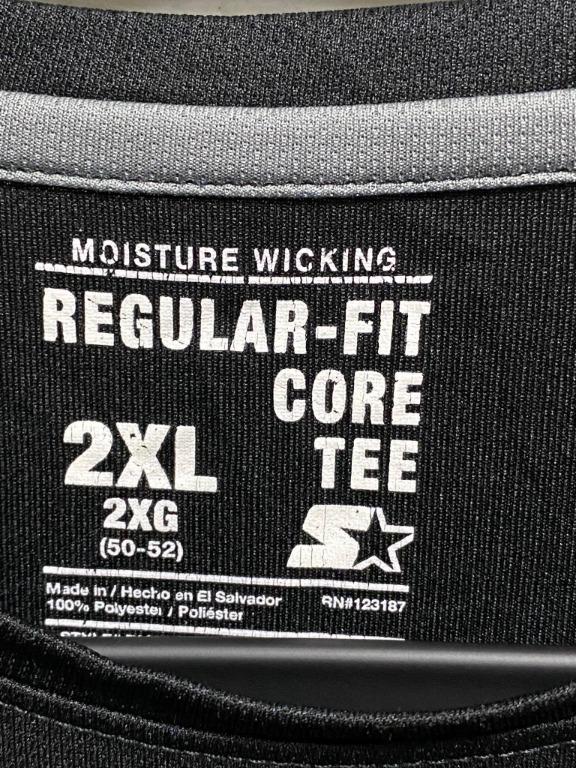 MOISTURE WICKING
REGULAR-FIT
CORE
TEE
2XL
2XG
(50-52)
Made in / Hecho en El Salvador
100% Polyester / Poliéster
RN#123187